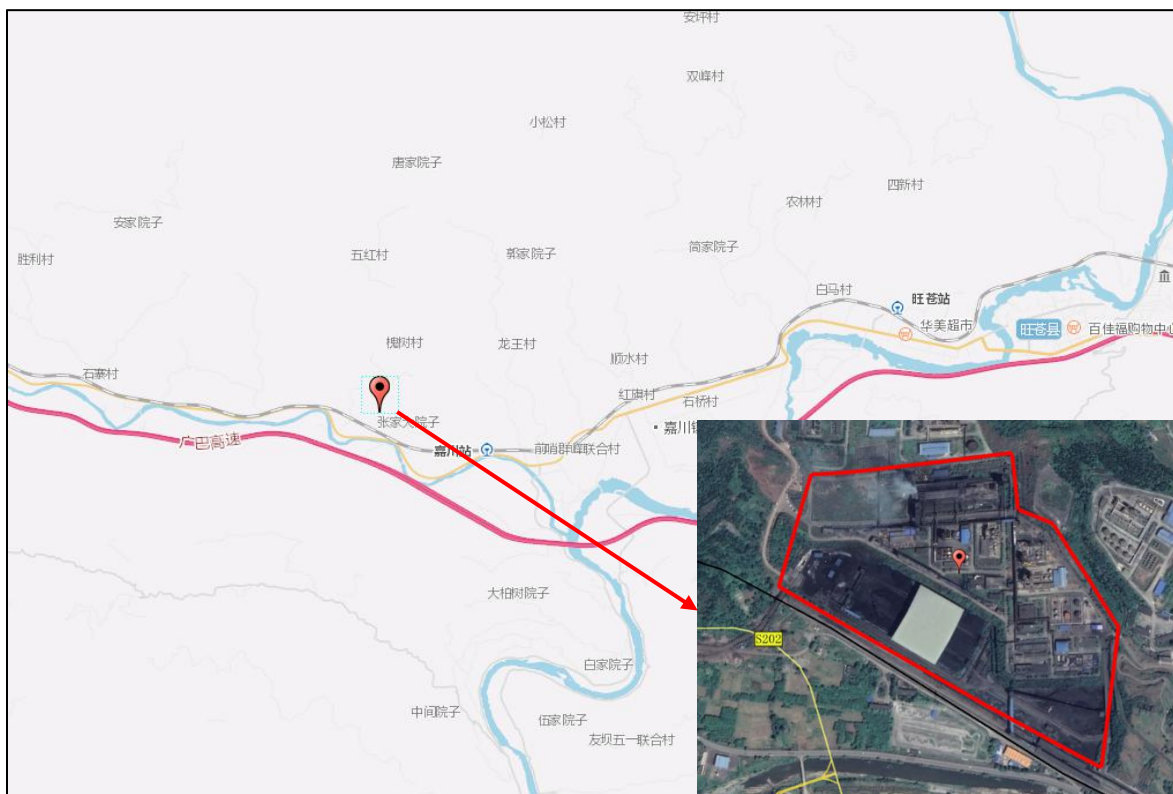 安坪村
双峰村
小松村
唐家院子
四新村
农林村
安家院子
五红村
郭家院子
简家院子
胜利村
白马村
旺苍站
华美超市
旺苍县
百佳福购物中心
槐树村
龙王村
顺水村
石寨村
红旗村
石桥村
张家大院子
嘉川镇
广巴高速
嘉川站
前哨群峰联合村
大柏树院子
S202
白家院子
中间院子
伍家院子
友坝五一联合村